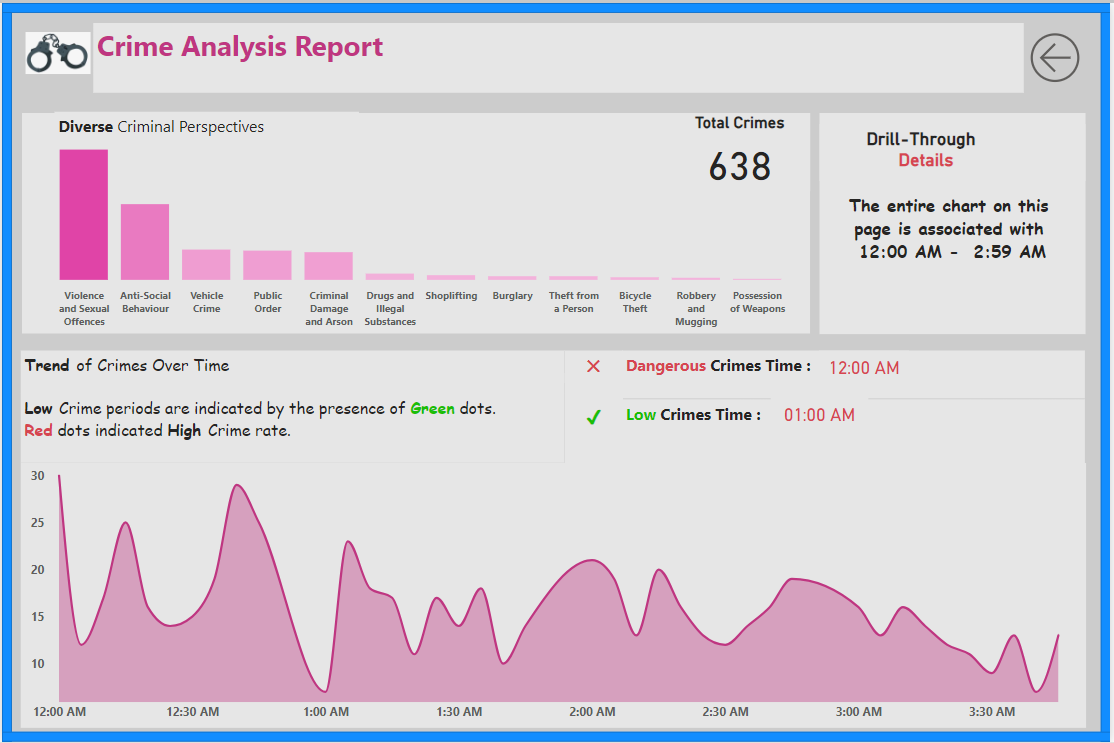 Crime Analysis Report
Diverse Criminal Perspectives
Total Crimes
638
Violence
and Sexual
Offences
Anti-Social
Behaviour
Vehicle
Crime
Public
Order
Criminal
Damage
and Arson
Drugs and
Illegal
Substances
Shoplifting
Burglary
Theft from
a Person
Bicycle
Theft
Robbery
and
Mugging
Possession
of Weapons
Drill-Through
Details
The entire chart on this
page is associated with
12:00 AM - 2:59 AM
Trend of Crimes Over Time
Low Crime periods are indicated by the presence of Green dots.
Red dots indicated High Crime rate.
Dangerous Crimes Time : 12:00 AM
Low Crimes Time : 01:00 AM
30
25
20
15
10
12:00 AM 12:30 AM 1:00 AM 1:30 AM 2:00 AM 2:30 AM 3:00 AM 3:30 AM